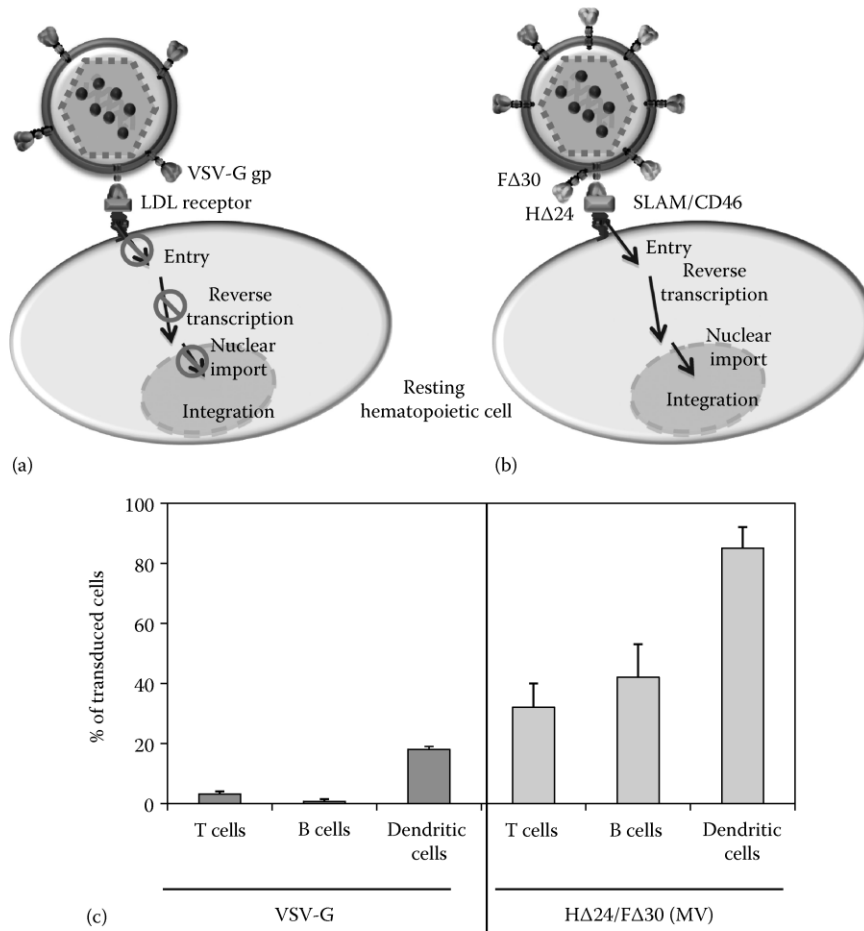 VSV-G gp
LDL receptor
Entry
Reverse
transcription
Nuclear
import
Integration
(a)
Resting
hematopoietic cell
FΔ30
HΔ24
SLAM/CD46
Entry
Reverse
transcription
Nuclear
import
Integration
(b)
100
80
60
40
20
0
% of transduced cells
T cells
B cells
Dendritic
cells
T cells
B cells
Dendritic
cells
VSV-G
HΔ24/FΔ30 (MV)
(c)